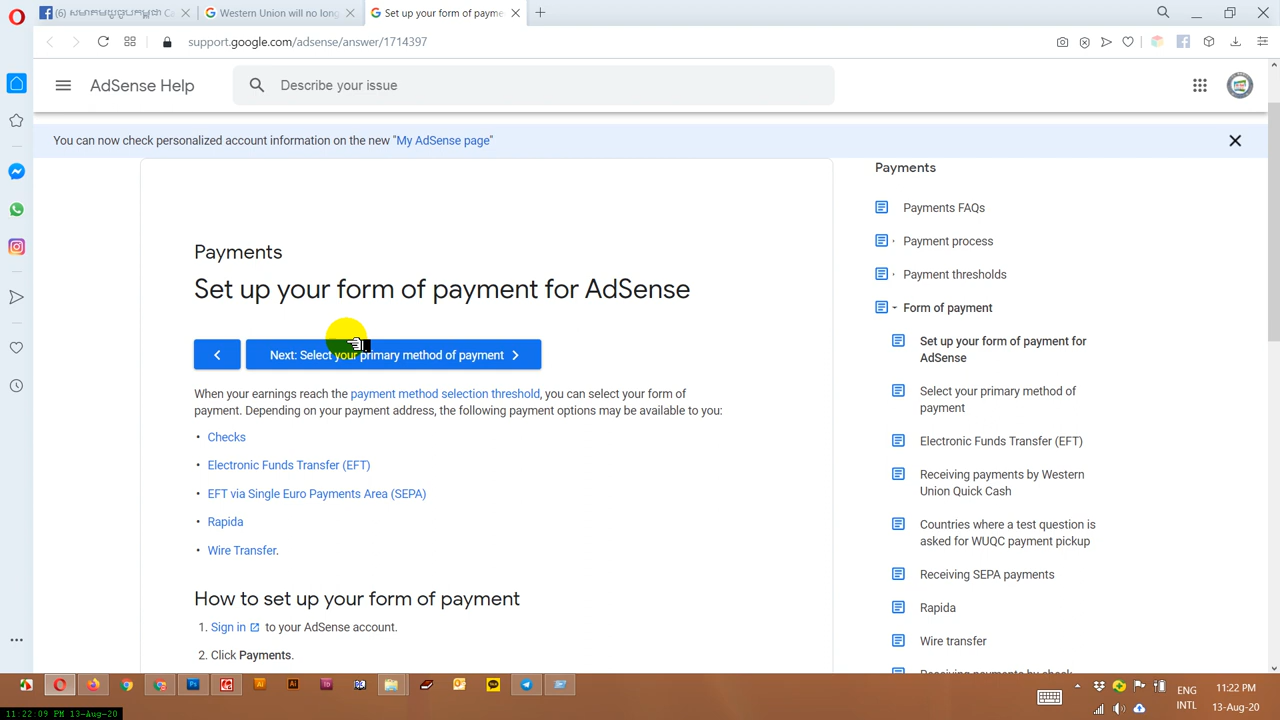 Western Union will no long
Set up your form of payme
support.google.com/adsense/answer/1714397
AdSense Help
Describe your issue
You can now check personalized account information on the new "My AdSense page"
Payments
Set up your form of payment for AdSense
Next: Select your primary method of payment
When your earnings reach the payment method selection threshold, you can select your form of
payment. Depending on your payment address, the following payment options may be available to you:
• Checks
• Electronic Funds Transfer (EFT)
• EFT via Single Euro Payments Area (SEPA)
• Rapida
• Wire Transfer.
How to set up your form of payment
1. Sign in to your AdSense account.
2. Click Payments.
Payments
Payments FAQs
Payment process
Payment thresholds
Form of payment
Set up your form of payment for
AdSense
Select your primary method of
payment
Electronic Funds Transfer (EFT)
Receiving payments by Western
Union Quick Cash
Countries where a test question is
asked for WUQC payment pickup
Receiving SEPA payments
Rapida
Wire transfer
Receiving payments by check
ENG
INTL
11:22 PM
13-Aug-20
11:22:09 PM 13-Aug-20